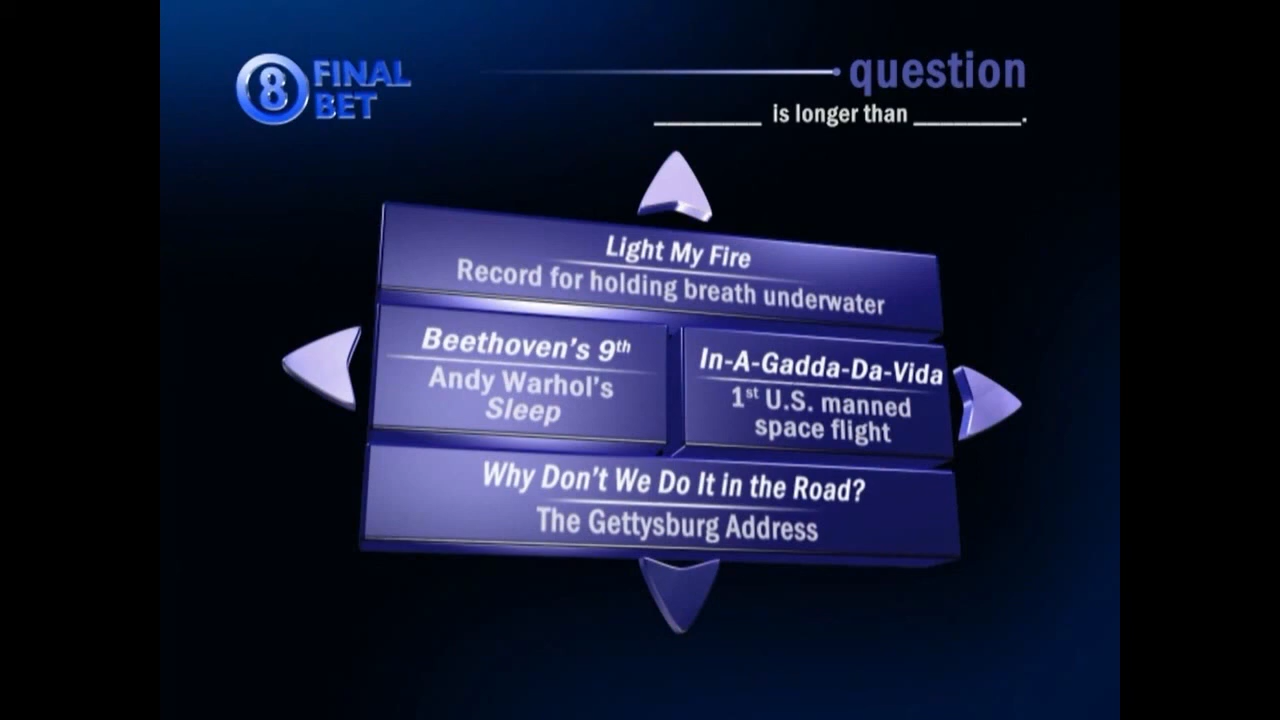 8 FINAL BET
question
_________ is longer than _________.
Light My Fire
Record for holding breath underwater
Beethoven's 9th
Andy Warhol's
Sleep
In-A-Gadda-Da-Vida
1st U.S. manned
space flight
Why Don't We Do It in the Road?
The Gettysburg Address